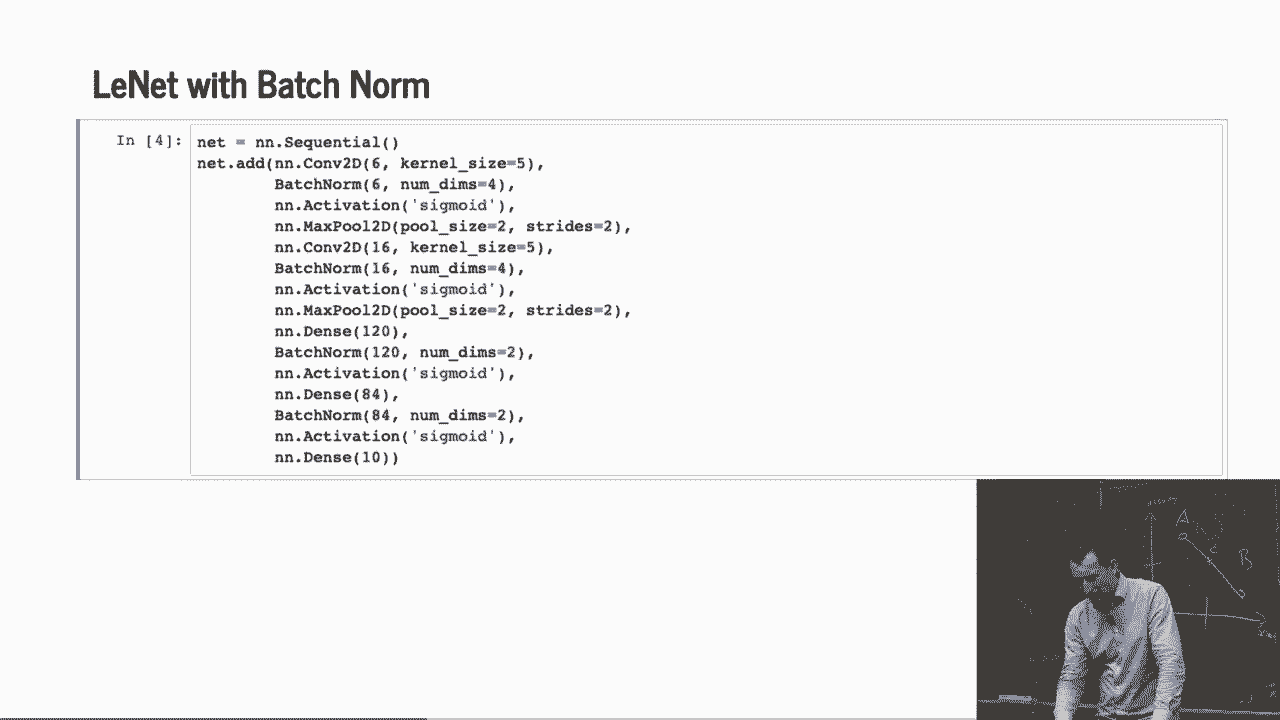 LeNet with Batch Norm
In [4]: net = nn.Sequential()
net.add(nn.Conv2D(6, kernel_size=5),
BatchNorm(6, num_dims=4),
nn.Activation('sigmoid'),
nn.MaxPool2D(pool_size=2, strides=2),
nn.Conv2D(16, kernel_size=5),
BatchNorm(16, num_dims=4),
nn.Activation('sigmoid'),
nn.MaxPool2D(pool_size=2, strides=2),
nn.Dense(120),
BatchNorm(120, num_dims=2),
nn.Activation('sigmoid'),
nn.Dense(84),
BatchNorm(84, num_dims=2),
nn.Activation('sigmoid'),
nn.Dense(10))
A
B